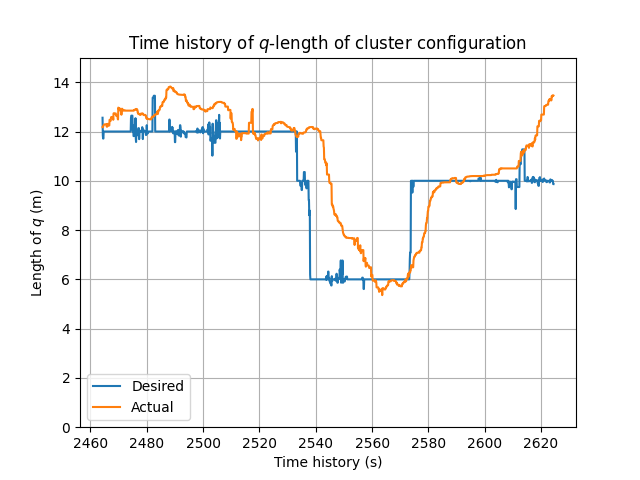 Time history of q-length of cluster configuration
14
12
10
8
6
4
2
0
Length of q (m)
Desired
Actual
2460 2480 2500 2520 2540 2560 2580 2600 2620
Time history (s)